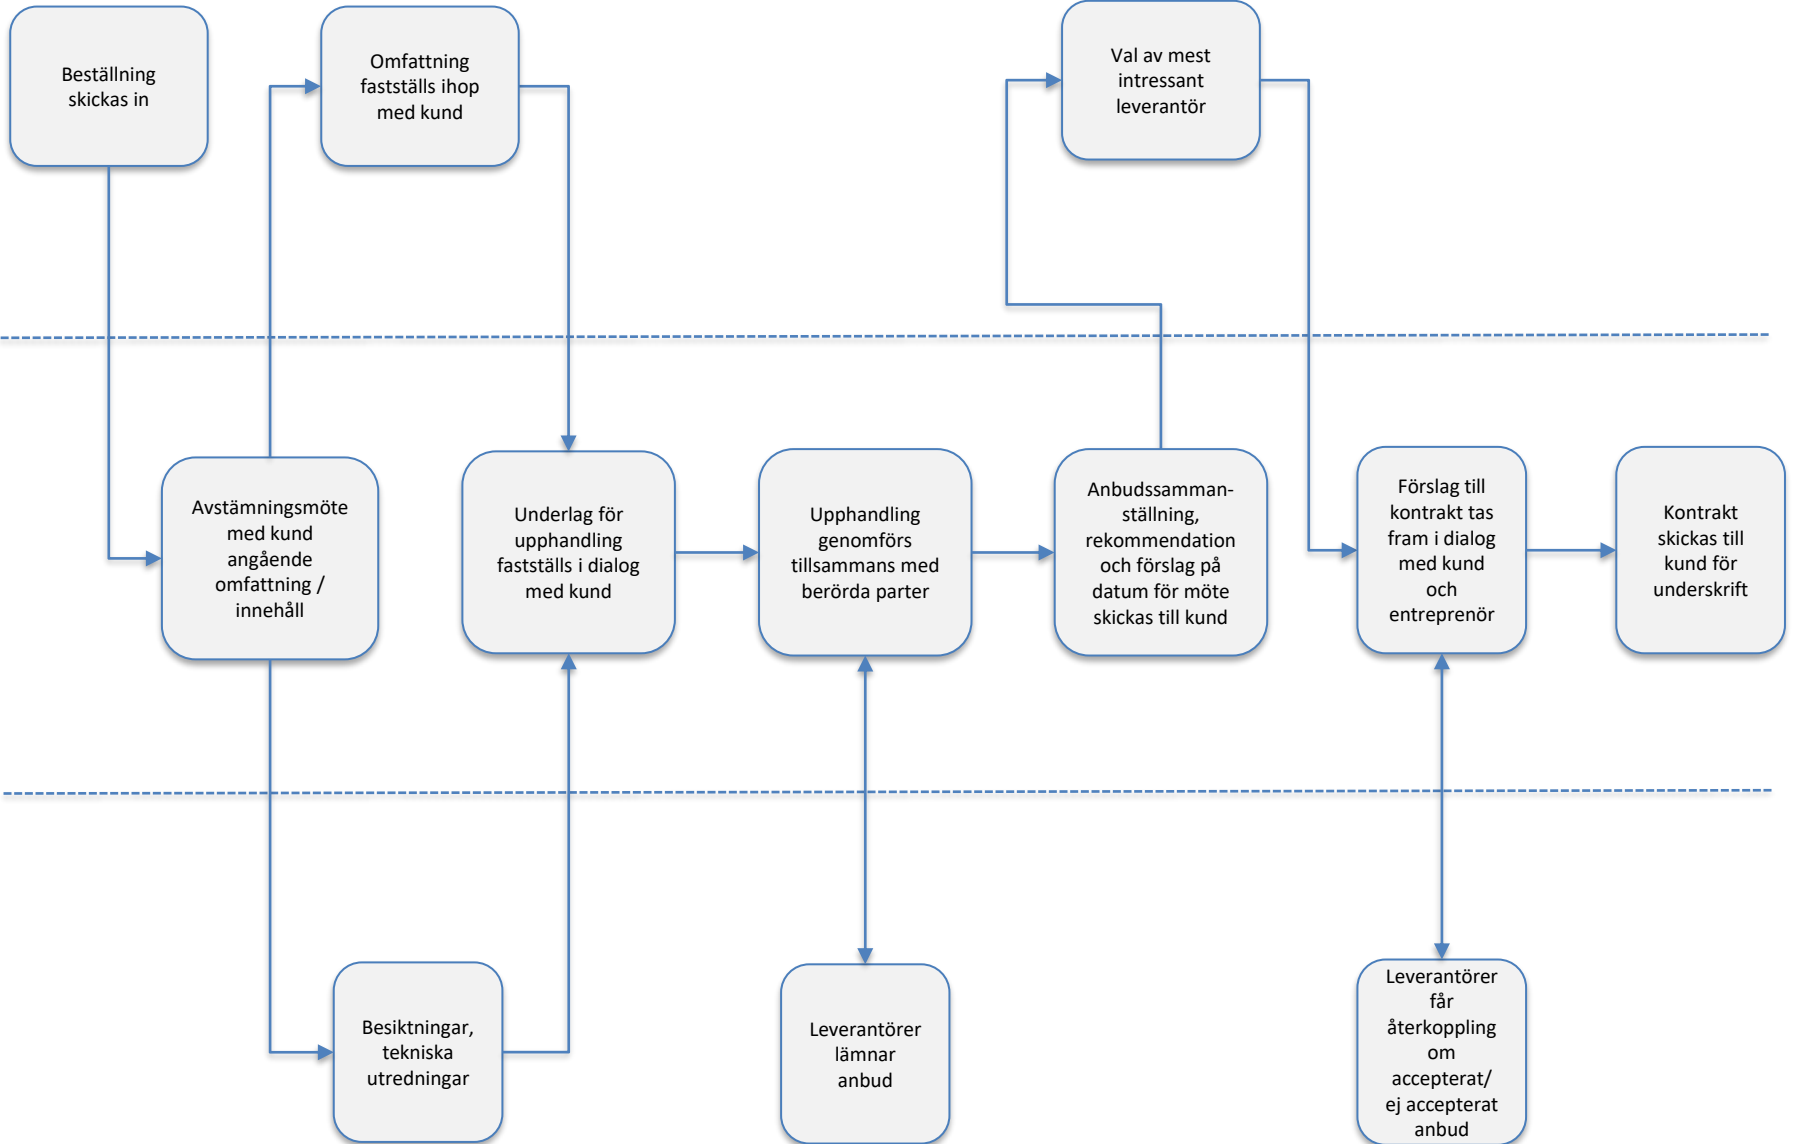 Beställning
skickas in
Omfattning
fastställs ihop
med kund
Val av mest
intressant
leverantör
Avstämningsmöte
med kund
angående
omfattning /
innehåll
Underlag för
upphandling
fastställs i dialog
med kund
Upphandling
genomförs
tillsammans med
berörda parter
Anbudssamman-
ställning,
rekommendation
och förslag på
datum för möte
skickas till kund
Förslag till
kontrakt tas
fram i dialog
med kund
och
entreprenör
Kontrakt
skickas till
kund för
underskrift
Besiktningar,
tekniska
utredningar
Leverantörer
lämnar
anbud
Leverantörer
får
återkoppling
om
accepterat/
ej accepterat
anbud